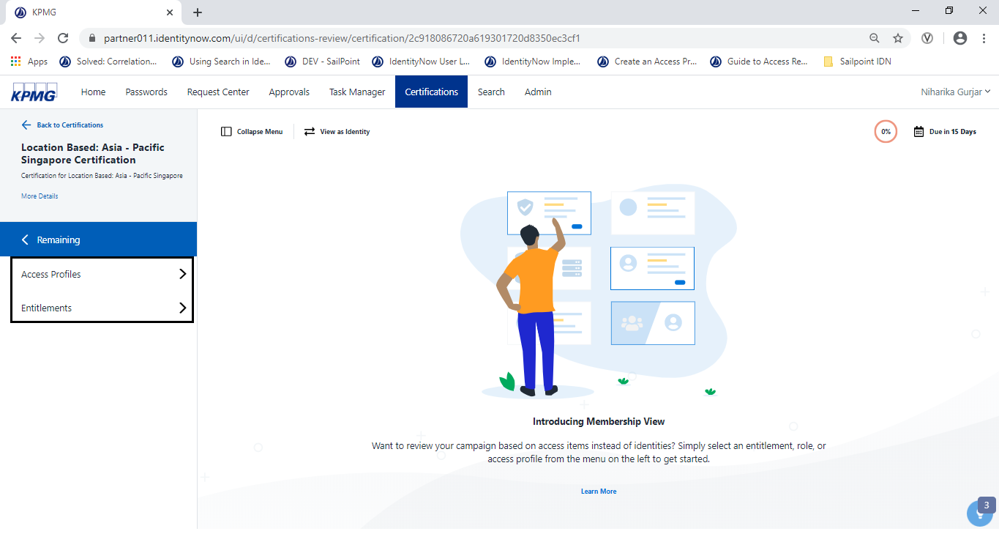 KPMG
partner011.identitynow.com/ui/d/certifications-review/certification/2c918086720a619301720d8350ec3cf1
Apps Solved: Correlation... Using Search in Ide... DEV - SailPoint IdentityNow User L... IdentityNow Imple... Create an Access Pr... Guide to Access Re... Sailpoint IDN
KPMG Home Passwords Request Center Approvals Task Manager Certifications Search Admin Niharika Gurjar
Back to Certifications
Location Based: Asia - Pacific
Singapore Certification
Certification for Location Based: Asia - Pacific Singapore
More Details
Remaining
Access Profiles
Entitlements
Collapse Menu View as Identity 0% Due in 15 Days
Introducing Membership View
Want to review your campaign based on access items instead of identities? Simply select an entitlement, role, or
access profile from the menu on the left to get started.
Learn More
3